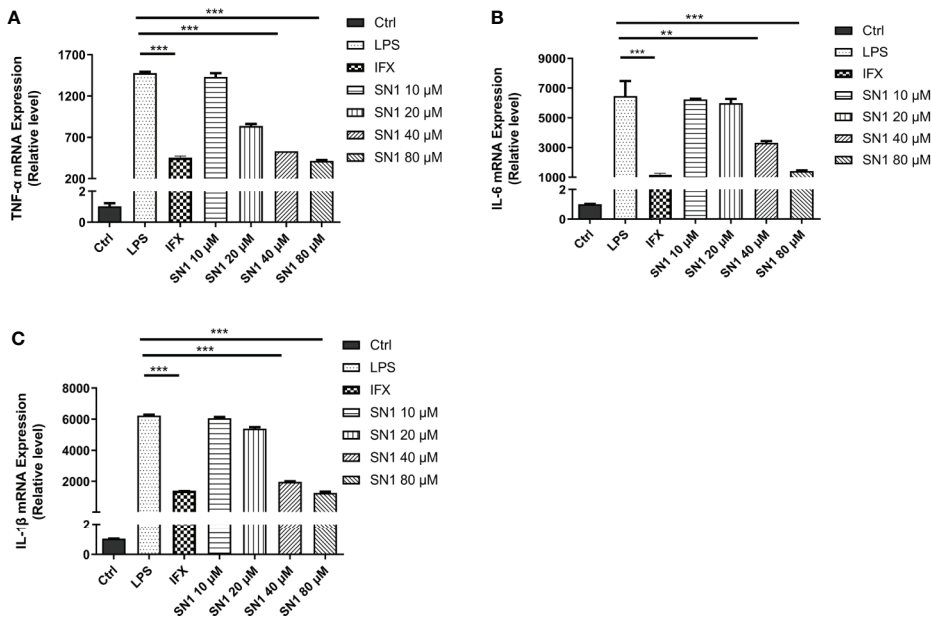 A
***
***
***
TNF-α mRNA Expression
(Relative level)
1700
1200
700
200
2
0
Ctrl
LPS
IFX
SN1 10 μM
SN1 20 μM
SN1 40 μM
SN1 80 μM
Ctrl
LPS
IFX
SN1 10 μM
SN1 20 μM
SN1 40 μM
SN1 80 μM
B
***
**
***
IL-6 mRNA Expression
(Relative level)
9000
7000
5000
3000
1000
2
0
Ctrl
LPS
IFX
SN1 10 μM
SN1 20 μM
SN1 40 μM
SN1 80 μM
Ctrl
LPS
IFX
SN1 10 μM
SN1 20 μM
SN1 40 μM
SN1 80 μM
C
***
***
***
IL-1β mRNA Expression
(Relative level)
8000
6000
4000
2000
2
0
Ctrl
LPS
IFX
SN1 10 μM
SN1 20 μM
SN1 40 μM
SN1 80 μM
Ctrl
LPS
IFX
SN1 10 μM
SN1 20 μM
SN1 40 μM
SN1 80 μM